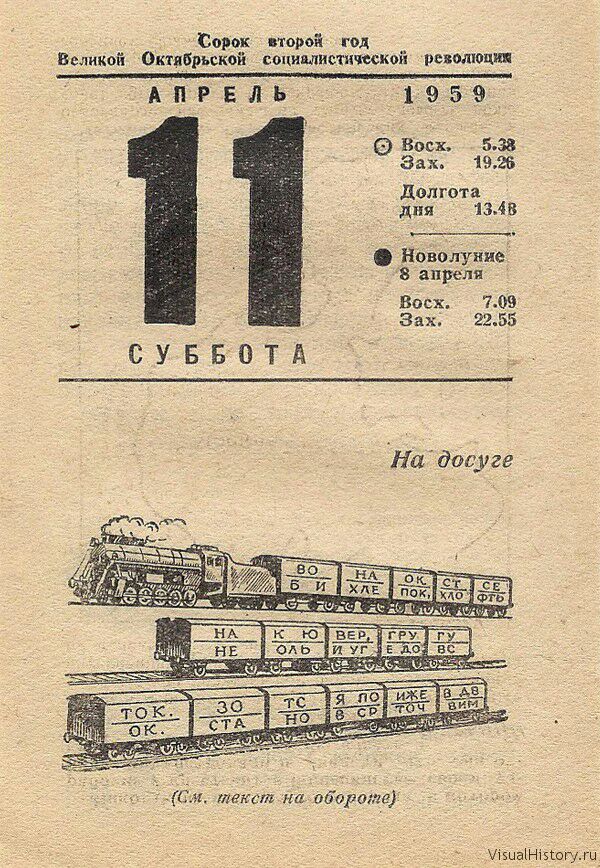 Сорок второй год
Великой Октябрьской социалистической революции
АПРЕЛЬ 1959
11
Восх. 5.38
Зах. 19.26
Долгота
дня 13.48
Новолуние
8 апреля
Восх. 7.09
Зах. 22.55
СУББОТА
На досуге
ВО НА ОК. СТ СЕ
БИ ХЛЕ ПОК, ХЛО ФТЬ
НА К Ю ВЕР, ГРУ ГУ
НЕ ОЛЬ И УГ Е ДО ВС
ТОК. ЗО ТС Я ПО ИЖЕ В ДВ
ОК. СТА НО В СР ТОЧ ВИМ
(См. текст на обороте)
VisualHistory.ru